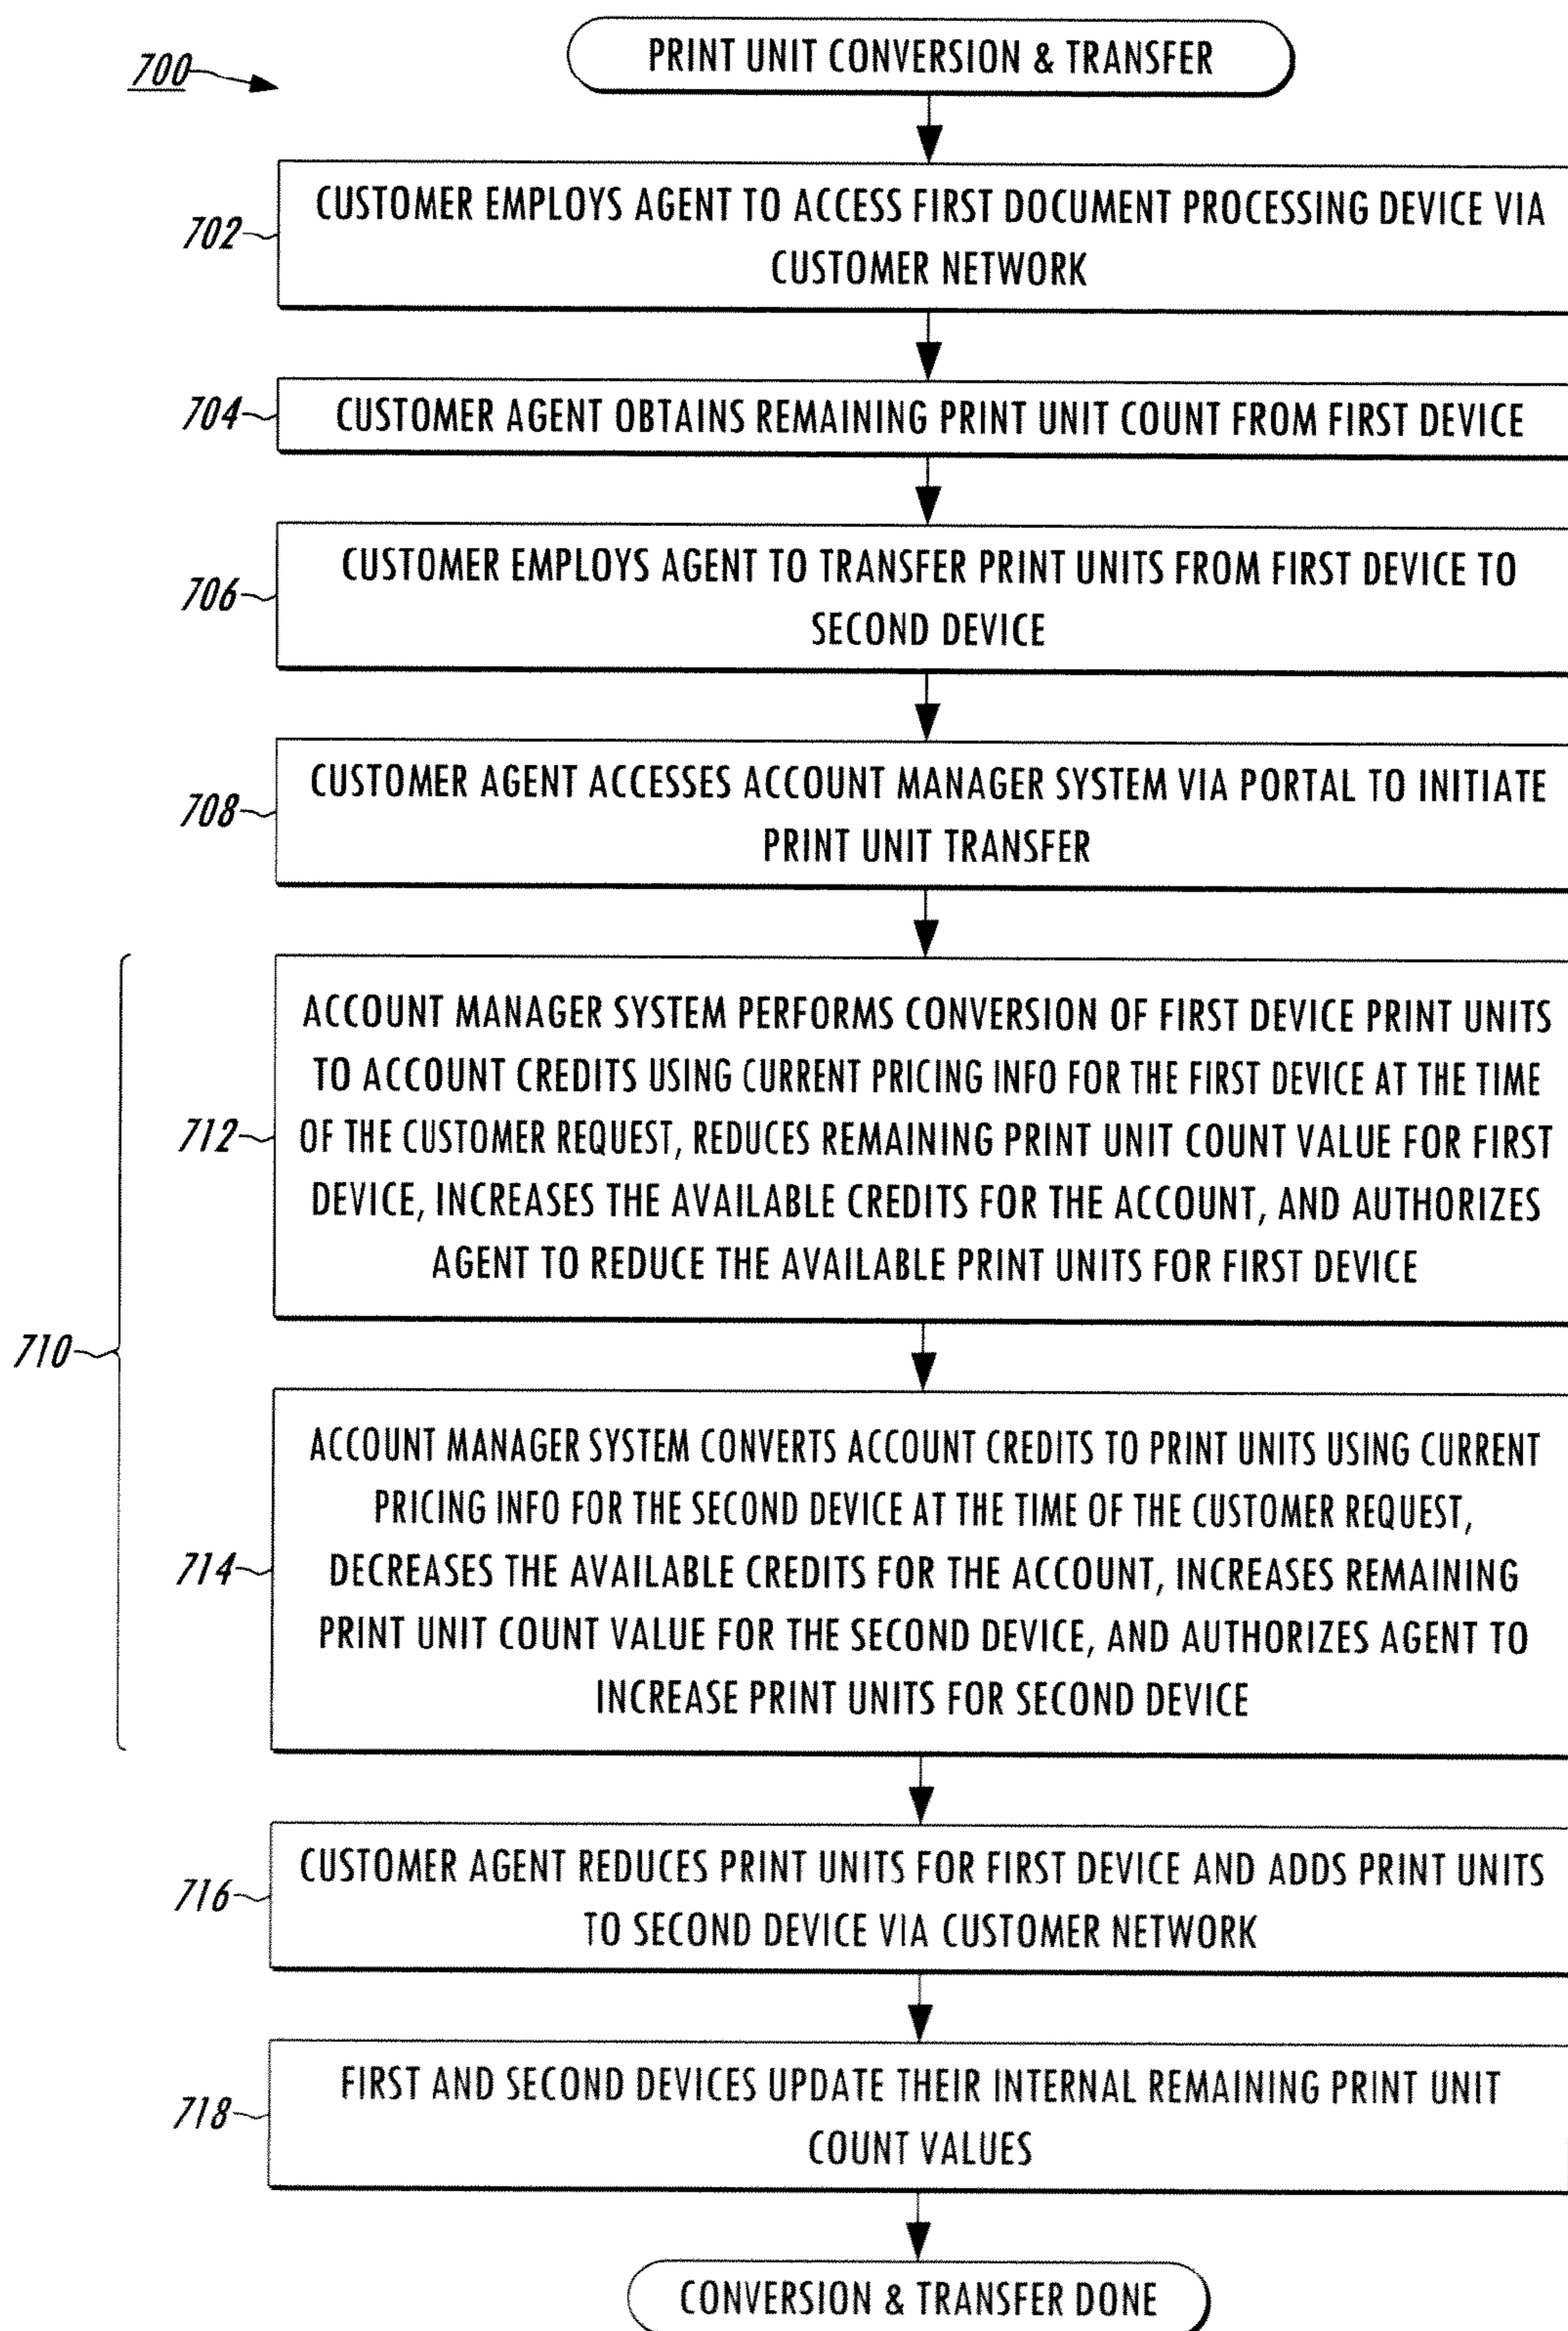 700
PRINT UNIT CONVERSION & TRANSFER
702
CUSTOMER EMPLOYS AGENT TO ACCESS FIRST DOCUMENT PROCESSING DEVICE VIA
CUSTOMER NETWORK
704
CUSTOMER AGENT OBTAINS REMAINING PRINT UNIT COUNT FROM FIRST DEVICE
706
CUSTOMER EMPLOYS AGENT TO TRANSFER PRINT UNITS FROM FIRST DEVICE TO
SECOND DEVICE
708
CUSTOMER AGENT ACCESSES ACCOUNT MANAGER SYSTEM VIA PORTAL TO INITIATE
PRINT UNIT TRANSFER
710
712
ACCOUNT MANAGER SYSTEM PERFORMS CONVERSION OF FIRST DEVICE PRINT UNITS
TO ACCOUNT CREDITS USING CURRENT PRICING INFO FOR THE FIRST DEVICE AT THE TIME
OF THE CUSTOMER REQUEST, REDUCES REMAINING PRINT UNIT COUNT VALUE FOR FIRST
DEVICE, INCREASES THE AVAILABLE CREDITS FOR THE ACCOUNT, AND AUTHORIZES
AGENT TO REDUCE THE AVAILABLE PRINT UNITS FOR FIRST DEVICE
714
ACCOUNT MANAGER SYSTEM CONVERTS ACCOUNT CREDITS TO PRINT UNITS USING CURRENT
PRICING INFO FOR THE SECOND DEVICE AT THE TIME OF THE CUSTOMER REQUEST,
DECREASES THE AVAILABLE CREDITS FOR THE ACCOUNT, INCREASES REMAINING
PRINT UNIT COUNT VALUE FOR THE SECOND DEVICE, AND AUTHORIZES AGENT TO
INCREASE PRINT UNITS FOR SECOND DEVICE
716
CUSTOMER AGENT REDUCES PRINT UNITS FOR FIRST DEVICE AND ADDS PRINT UNITS
TO SECOND DEVICE VIA CUSTOMER NETWORK
718
FIRST AND SECOND DEVICES UPDATE THEIR INTERNAL REMAINING PRINT UNIT
COUNT VALUES
CONVERSION & TRANSFER DONE